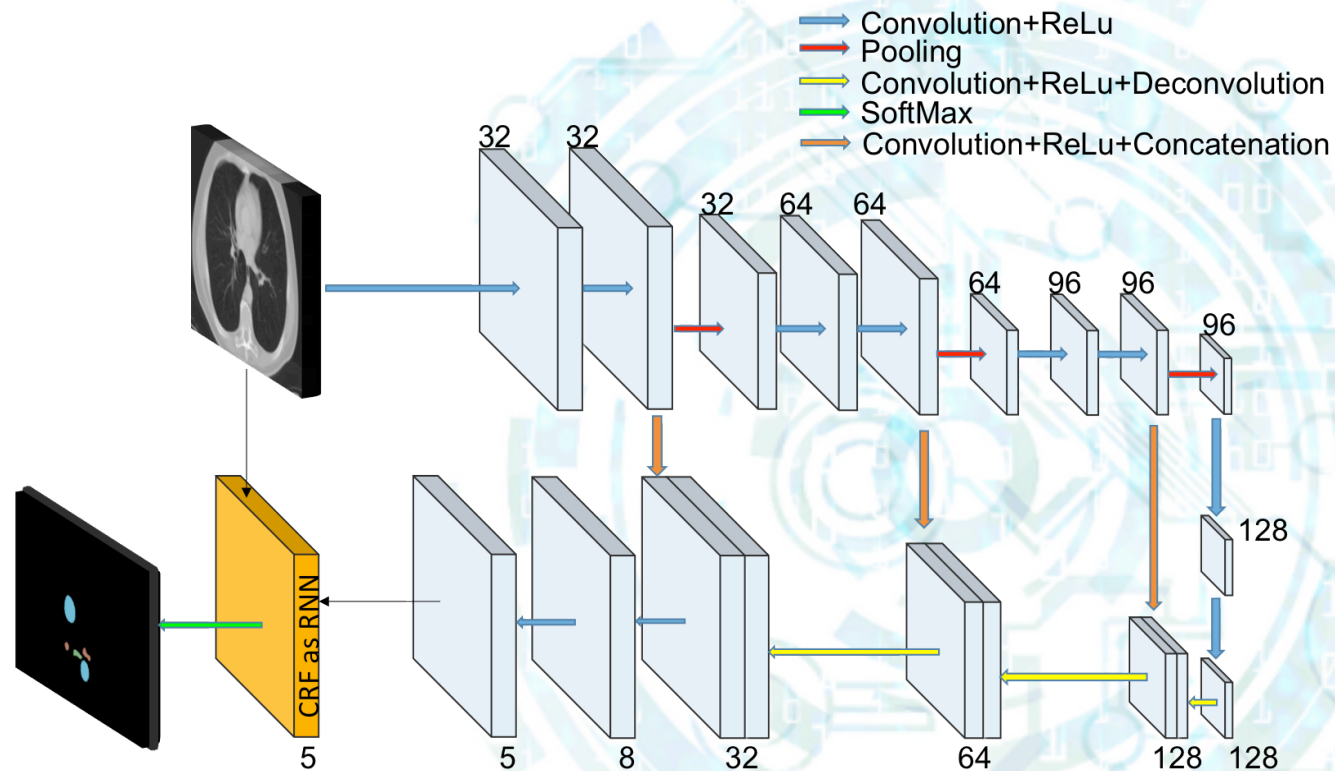 Convolution+ReLu
Pooling
Convolution+ReLu+Deconvolution
SoftMax
Convolution+ReLu+Concatenation
32
32
32
64
64
64
96
96
96
128
CRF as RNN
5
5
8
32
64
128
128